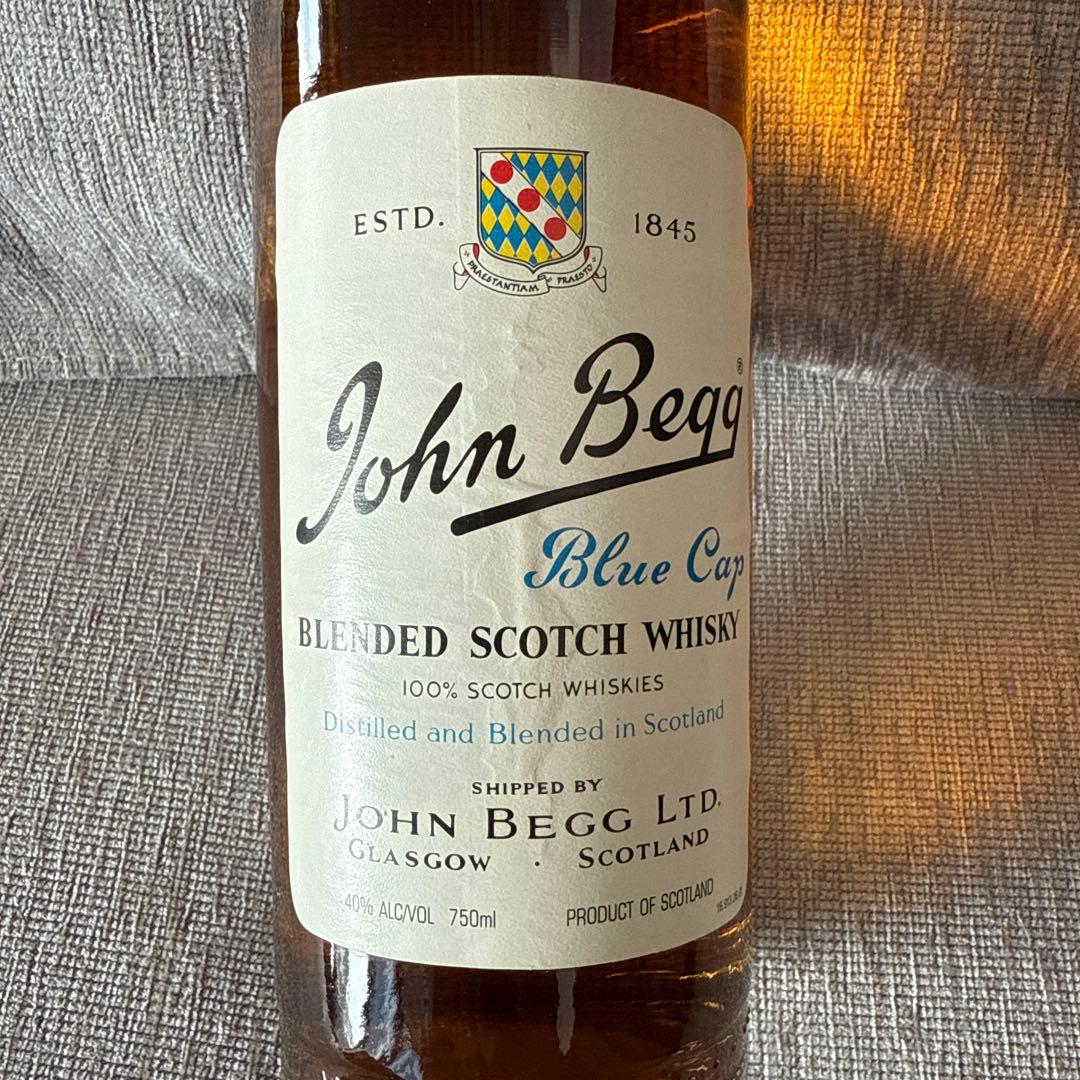 ESTD. 1845
PRAESTANTIAM PRAESTO
John Begg®
Blue Cap
BLENDED SCOTCH WHISKY
100% SCOTCH WHISKIES
Distilled and Blended in Scotland
SHIPPED BY
JOHN BEGG LTD.
GLASGOW · SCOTLAND
40% ALC/VOL 750ml PRODUCT OF SCOTLAND